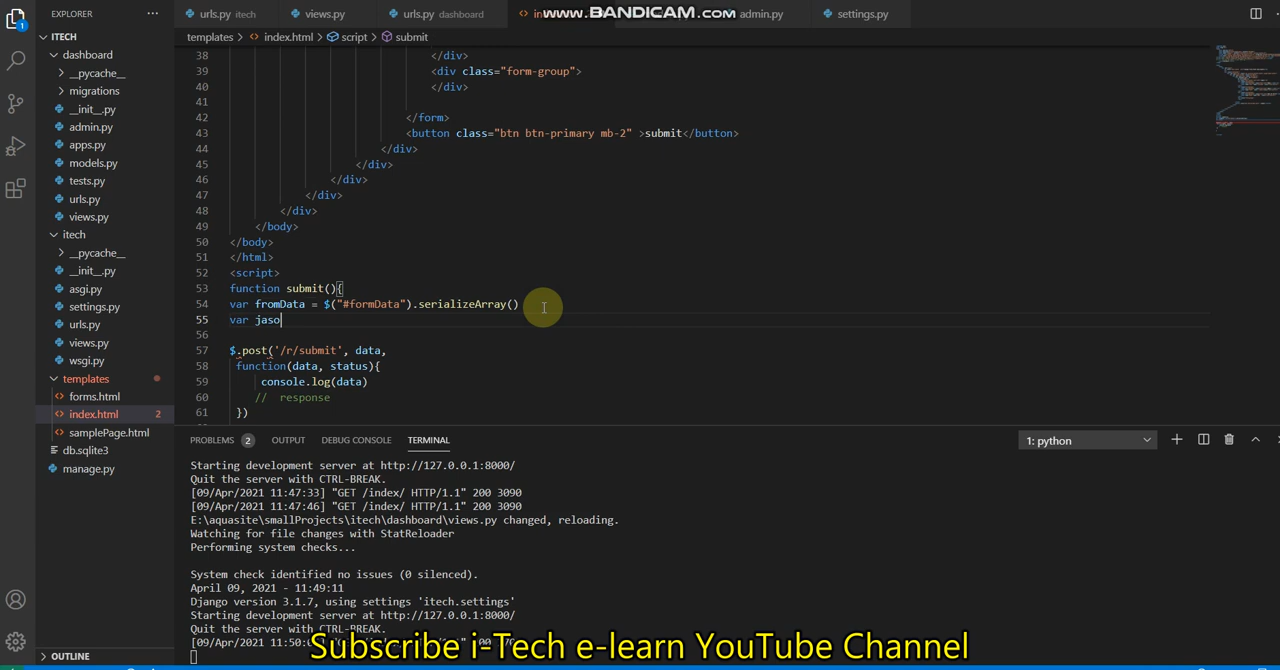 EXPLORER
ITECH
dashboard
__pycache__
migrations
__init__.py
admin.py
apps.py
models.py
tests.py
urls.py
views.py
itech
__pycache__
__init__.py
asgi.py
settings.py
urls.py
views.py
wsgi.py
templates
forms.html
index.html 2
samplePage.html
db.sqlite3
manage.py
OUTLINE
1
urls.py itech
views.py
urls.py dashboard
www.BANDICAM.com
admin.py
settings.py
templates > index.html > script > submit
38 </div>
39 <div class="form-group">
40 </div>
41
42 </form>
43 <button class="btn btn-primary mb-2" >submit</button>
44 </div>
45 </div>
46 </div>
47 </div>
48 </div>
49 </body>
50 </body>
51 </html>
52 <script>
53 function submit(){
54 var fromData = $("#formData").serializeArray()
55 var jaso
56
57 $.post('/r/submit', data,
58 function(data, status){
59 console.log(data)
60 // response
61 })
PROBLEMS 2 OUTPUT DEBUG CONSOLE TERMINAL 1: python
Starting development server at http://127.0.0.1:8000/
Quit the server with CTRL-BREAK.
[09/Apr/2021 11:47:33] "GET /index/ HTTP/1.1" 200 3090
[09/Apr/2021 11:47:46] "GET /index/ HTTP/1.1" 200 3090
E:\aquasite\smallProjects\itech\dashboard\views.py changed, reloading.
Watching for file changes with StatReloader
Performing system checks...
System check identified no issues (0 silenced).
April 09, 2021 - 11:49:11
Django version 3.1.7, using settings 'itech.settings'
Starting development server at http://127.0.0.1:8000/
Quit the server with CTRL-BREAK.
Subscribe i-Tech e-learn YouTube Channel